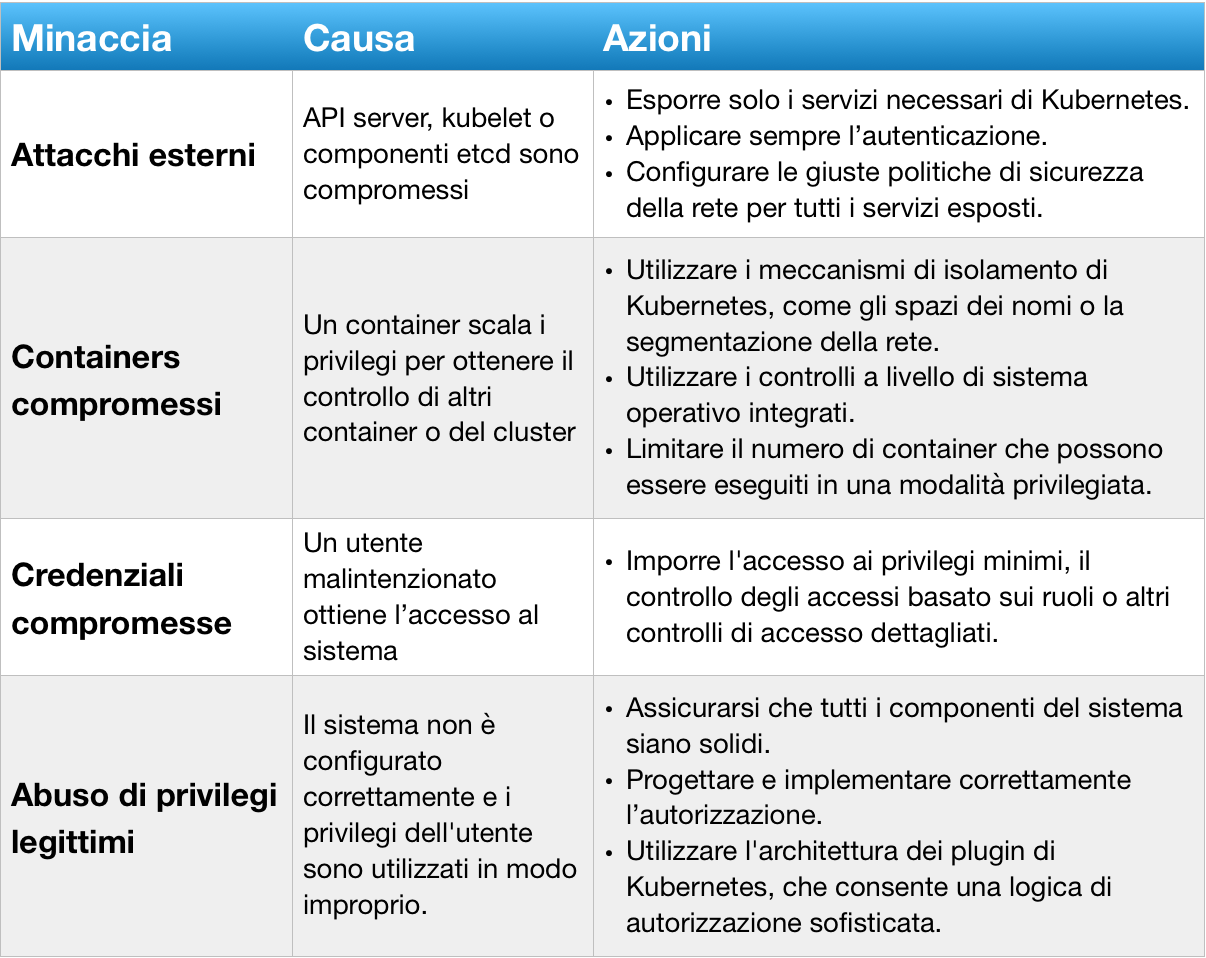 Minaccia Causa Azioni
Attacchi esterni
API server, kubelet o
componenti etcd sono
compromessi
• Esporre solo i servizi necessari di Kubernetes.
• Applicare sempre l’autenticazione.
• Configurare le giuste politiche di sicurezza
della rete per tutti i servizi esposti.
Containers
compromessi
Un container scala i
privilegi per ottenere il
controllo di altri
container o del cluster
• Utilizzare i meccanismi di isolamento di
Kubernetes, come gli spazi dei nomi o la
segmentazione della rete.
• Utilizzare i controlli a livello di sistema
operativo integrati.
• Limitare il numero di container che possono
essere eseguiti in una modalità privilegiata.
Credenziali
compromesse
Un utente
malintenzionato
ottiene l’accesso al
sistema
• Imporre l'accesso ai privilegi minimi, il
controllo degli accessi basato sui ruoli o altri
controlli di accesso dettagliati.
Abuso di privilegi
legittimi
Il sistema non è
configurato
correttamente e i
privilegi dell'utente
sono utilizzati in modo
improprio.
• Assicurarsi che tutti i componenti del sistema
siano solidi.
• Progettare e implementare correttamente
l’autorizzazione.
• Utilizzare l'architettura dei plugin di
Kubernetes, che consente una logica di
autorizzazione sofisticata.